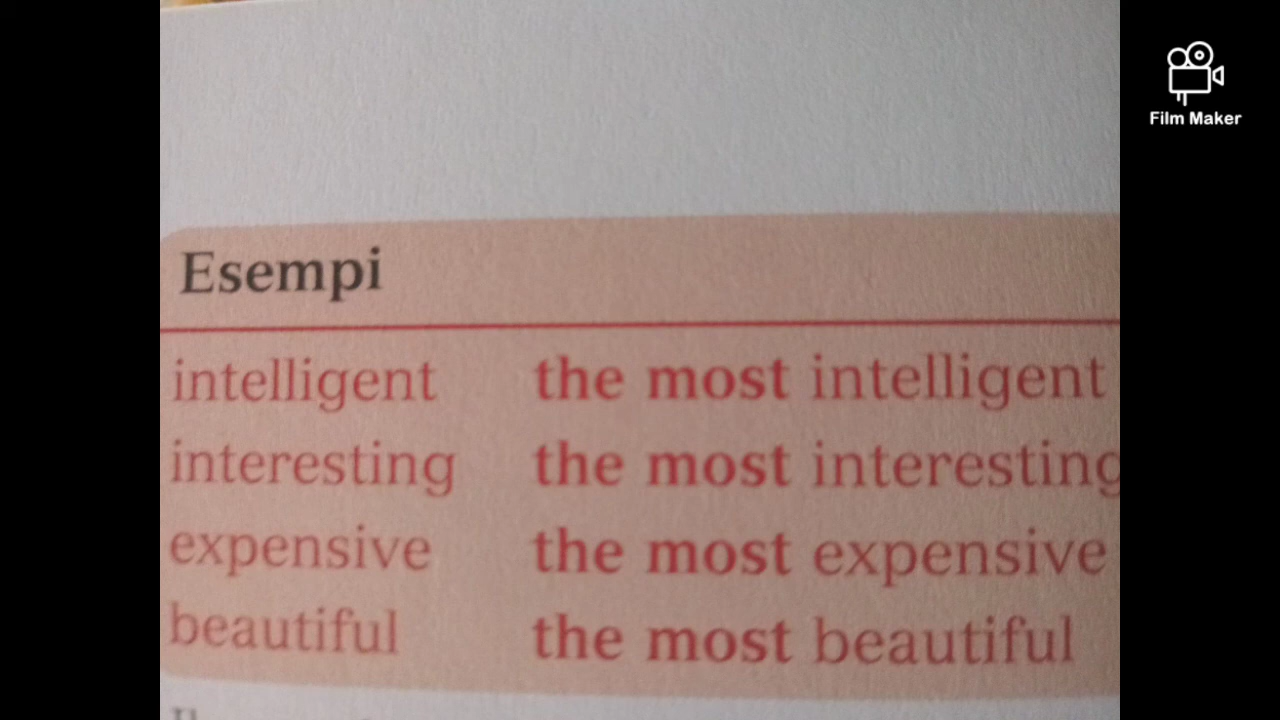 Film Maker
Esempi
intelligent the most intelligent
interesting the most interesting
expensive the most expensive
beautiful the most beautiful